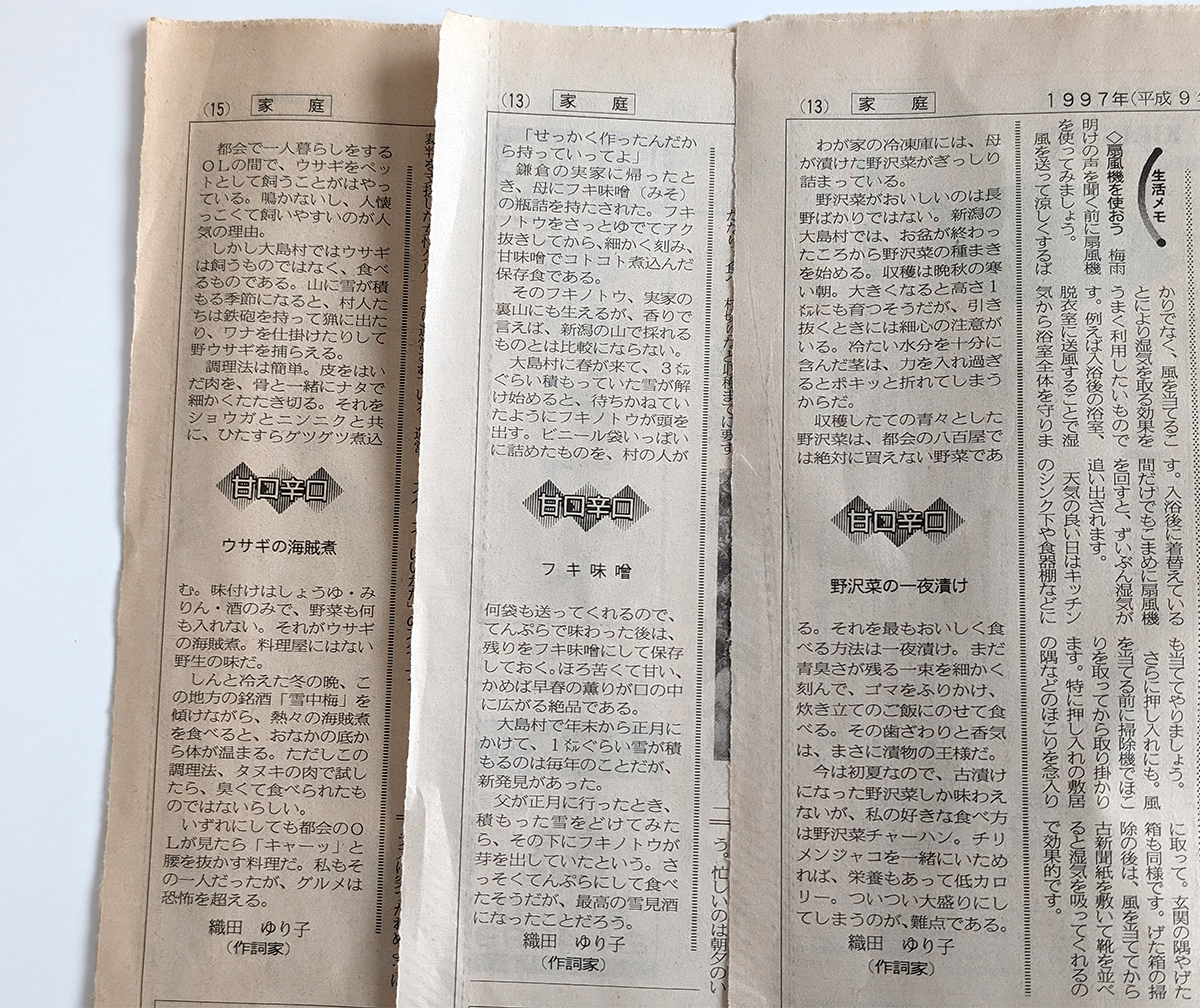 (15) 家庭
都会で一人暮らしをする
ＯＬの間で、ウサギをペッ
トとして飼うことがはやっ
ている。鳴かないし、人懐
っこくて飼いやすいのが人
気の理由。
しかし大島村ではウサギ
は飼うものではなく、食べ
るものである。山に雪が積
もる季節になると、村人た
ちは鉄砲を持って猟に出た
り、ワナを仕掛けたりして
野ウサギを捕らえる。
調理法は簡単。皮をはい
だ肉を、骨と一緒にナタで
細かくたたき切る。それを
ショウガとニンニクと共
に、ひたすらグツグツ煮込
甘口辛口
ウサギの海賊煮
む。味付けはしょうゆ・み
りん・酒のみで、野菜も何
も入れない。それがウサギ
の海賊煮。料理屋にはない
野生の味だ。
しんと冷えた冬の晩、こ
の地方の銘酒「雪中梅」を
傾けながら、熱々の海賊煮
を食べると、おなかの底か
ら体が温まる。ただしこの
調理法、タヌキの肉で試し
たら、臭くて食べられたも
のではないらしい。
いずれにしても都会のＯ
Ｌが見たら「キャーッ」と
腰を抜かす料理だ。私もそ
の一人だったが、グルメは
恐怖を超える。
織田 ゆり子
（作詞家）
(13) 家庭
「せっかく作ったんだか
ら持っていってよ」
鎌倉の実家に帰ったと
き、母にフキ味噌（みそ）
の瓶詰を持たされた。フキ
ノトウをさっとゆでてアク
抜きしてから、細かく刻み、
甘味噌でコトコト煮込んだ
保存食である。
そのフキノトウ、実家の
裏山にも生えるが、香りで
言えば、新潟の山で採れる
ものとは比較にならない。
大島村に春が来て、３㍍
ぐらい積もっていた雪が解
け始めると、待ちかねてい
たようにフキノトウが頭を
出す。ビニール袋いっぱい
に詰めたものを、村の人が
甘口辛口
フキ味噌
何袋も送ってくれるので、
てんぷらで味わった後は、
残りをフキ味噌にして保存
しておく。ほろ苦くて甘い、
かめば早春の薫りが口の中
に広がる絶品である。
大島村で年末から正月に
かけて、１㍍ぐらい雪が積
もるのは毎年のことだが、
新発見があった。
父が正月に行ったとき、
積もった雪をどけてみた
ら、その下にフキノトウが
芽を出していたという。さ
っそくてんぷらにして食べ
たそうだが、最高の雪見酒
になったことだろう。
織田 ゆり子
（作詞家）
う。忙しいのは朝夕のい
(13) 家庭 １９９７年（平成９
わが家の冷凍庫には、母
が漬けた野沢菜がぎっしり
詰まっている。
野沢菜がおいしいのは長
野ばかりではない。新潟の
大島村では、お盆が終わっ
たころから野沢菜の種まき
を始める。収穫は晩秋の寒
い朝。大きくなると高さ１
㍍にも育つそうだが、引き
抜くときには細心の注意が
いる。冷たい水分を十分に
含んだ茎は、力を入れ過ぎ
るとポキッと折れてしまう
からだ。
収穫したての青々とした
野沢菜は、都会の八百屋で
は絶対に買えない野菜であ
甘口辛口
野沢菜の一夜漬け
る。それを最もおいしく食
べる方法は一夜漬け。まだ
青臭さが残る一束を細かく
刻んで、ゴマをふりかけ、
炊き立てのご飯にのせて食
べる。その歯ざわりと香気
は、まさに漬物の王様だ。
今は初夏なので、古漬け
になった野沢菜しか味わえ
ないが、私の好きな食べ方
は野沢菜チャーハン。チリ
メンジャコを一緒にいため
れば、栄養もあって低カロ
リー。ついつい大盛りにし
てしまうのが、難点である。
織田 ゆり子
（作詞家）
生活メモ
◇扇風機を使おう 梅雨
明けの声を聞く前に扇風機
を使ってみましょう。
風を送って涼しくするば
かりでなく、風を当てるこ
とにより湿気を取る効果を
うまく利用したいもので
す。例えば入浴後の浴室、
脱衣室に送風することで湿
気から浴室全体を守りま
す。入浴後に着替えている
間だけでもこまめに扇風機
を回すと、ずいぶん湿気が
追い出されます。
天気の良い日はキッチン
のシンク下や食器棚などに
も当ててやりましょう。
さらに押し入れにも。風
を当てる前に掃除機でほこ
りを取ってから取り掛かり
ます。特に押し入れの敷居
の隅などのほこりを念入り
に取って。玄関の隅やげた
箱も同様です。げた箱の掃
除の後は、風を当ててから
古新聞紙を敷いて靴を並べ
ると湿気を吸ってくれるの
で効果的です。